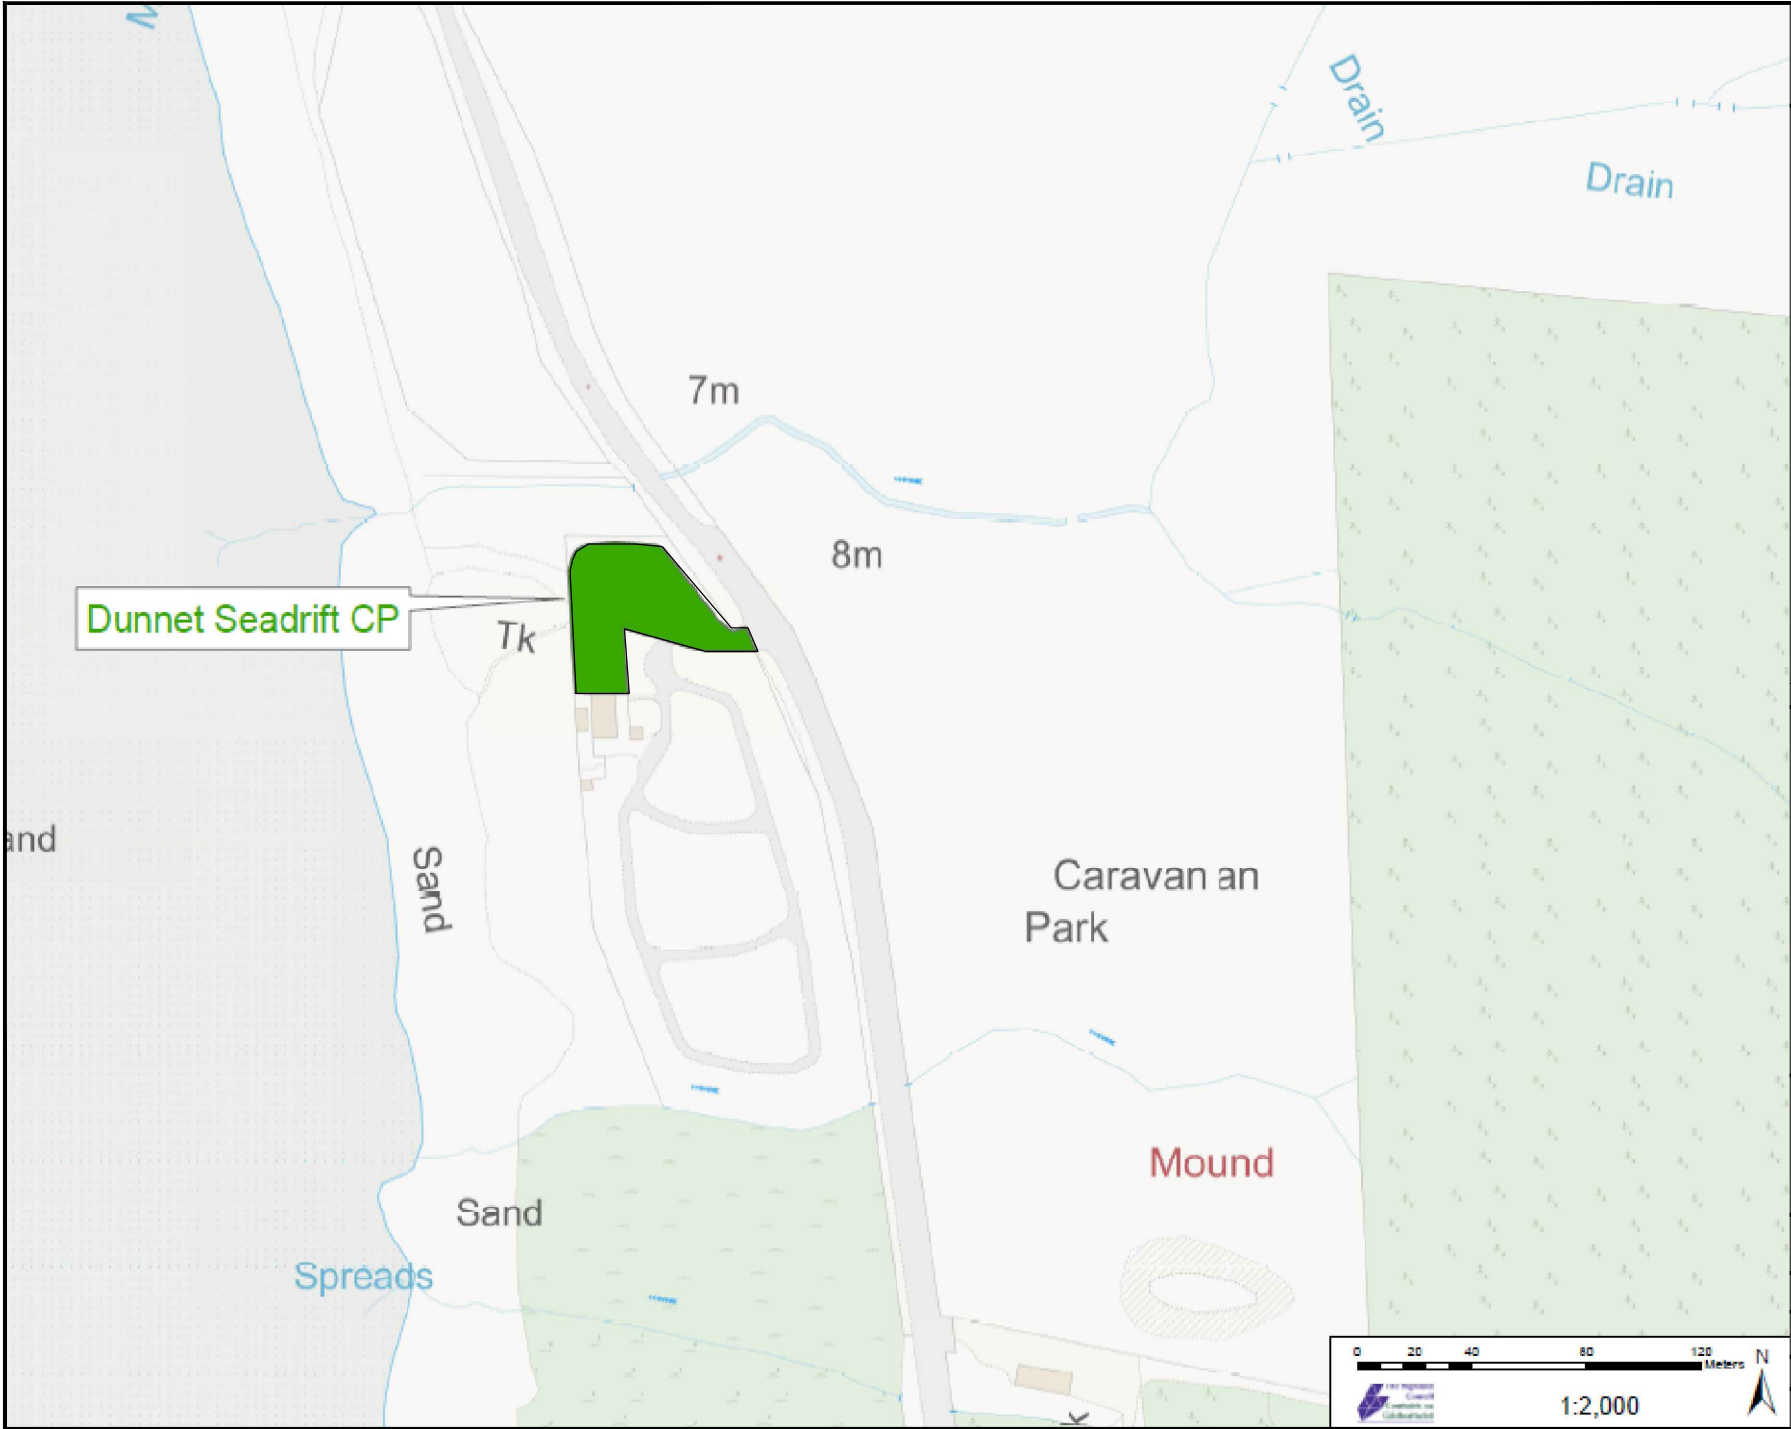 Drain
Drain
7m
8m
Dunnet Seadrift CP
Tk
and
Sand
Caravan an
Park
Mound
Sand
Spreads
0 20 40 80 120
Meters
N
1:2,000